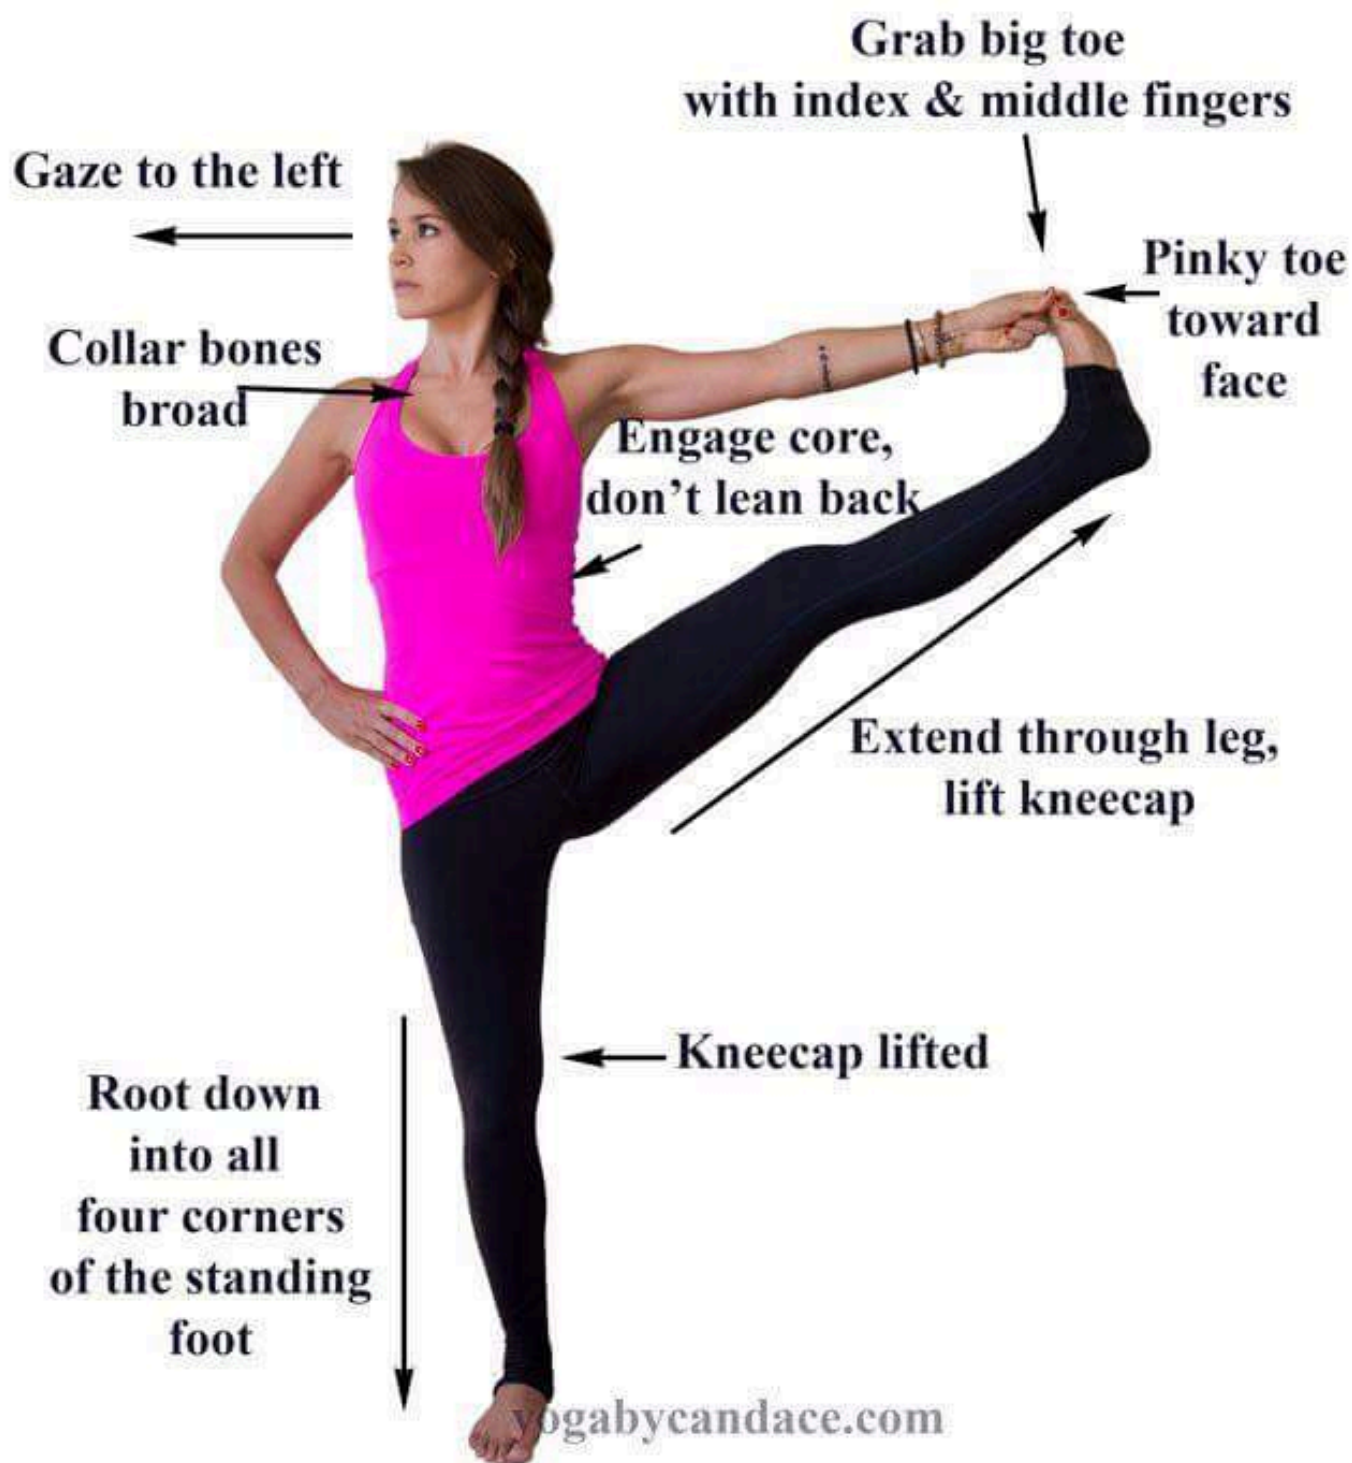 Grab big toe
with index & middle fingers
Gaze to the left
Pinky toe
toward
face
Collar bones
broad
Engage core,
don't lean back
Extend through leg,
lift kneecap
Kneecap lifted
Root down
into all
four corners
of the standing
foot
yogabycandace.com